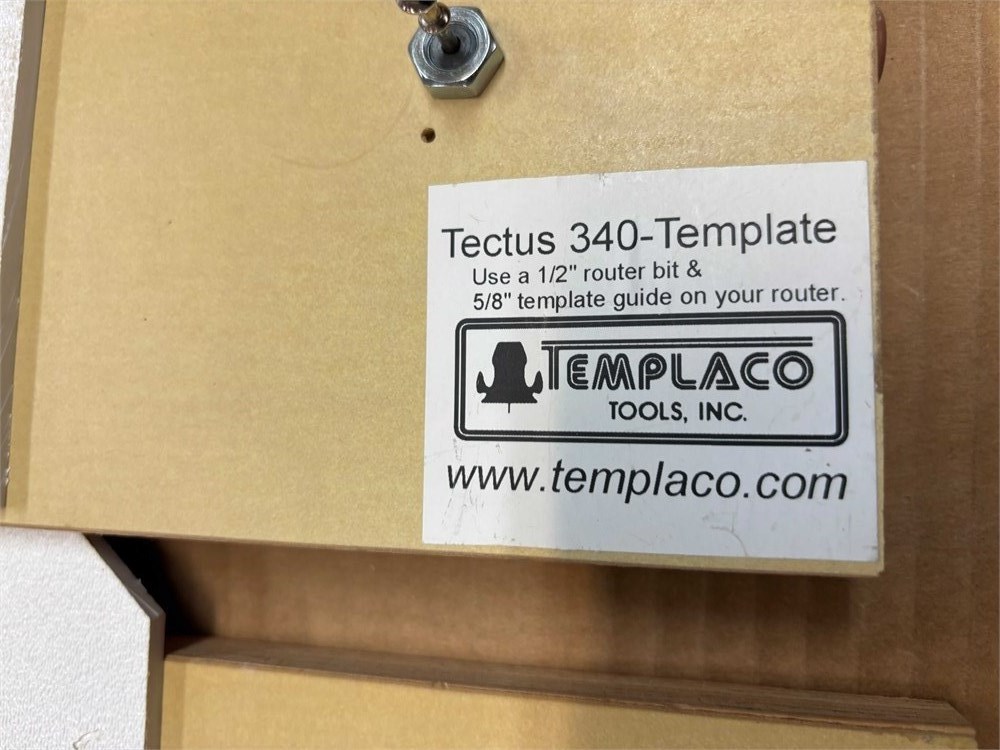 Tectus 340-Template
Use a 1/2" router bit &
5/8" template guide on your router.
TEMPLACO
TOOLS, INC.
www.templaco.com